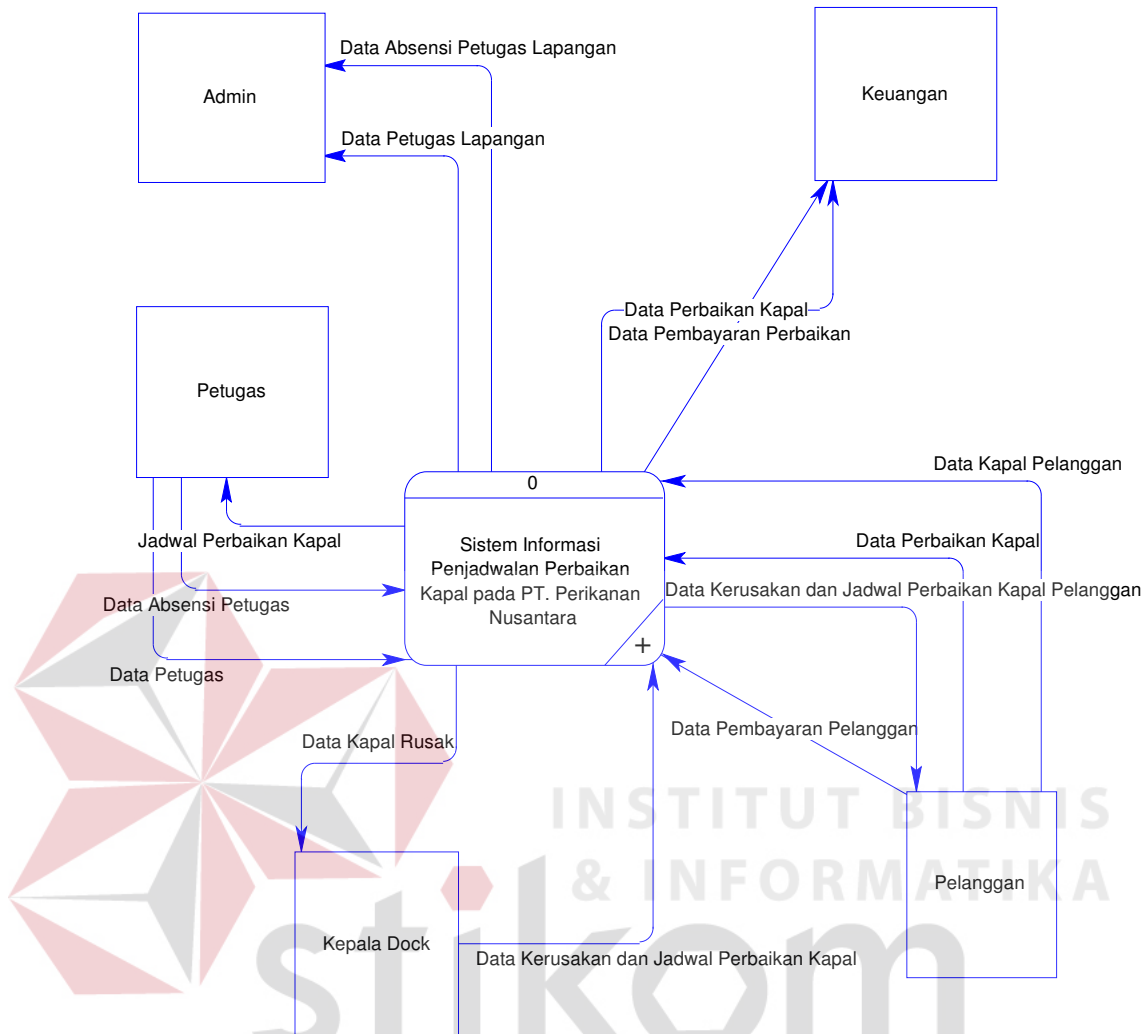 Data Absensi Petugas Lapangan
Admin
Keuangan
Data Petugas Lapangan
Data Perbaikan Kapal
Data Pembayaran Perbaikan
Petugas
Data Kapal Pelanggan
0
Jadwal Perbaikan Kapal
Sistem Informasi
Penjadwalan Perbaikan
Kapal pada PT. Perikanan
Nusantara
+
Data Perbaikan Kapal
Data Kerusakan dan Jadwal Perbaikan Kapal Pelanggan
Data Absensi Petugas
Data Petugas
Data Pembayaran Pelanggan
Data Kapal Rusak
INSTITUT BISNIS
& INFORMATIKA
stikom
Pelanggan
Kepala Dock
Data Kerusakan dan Jadwal Perbaikan Kapal